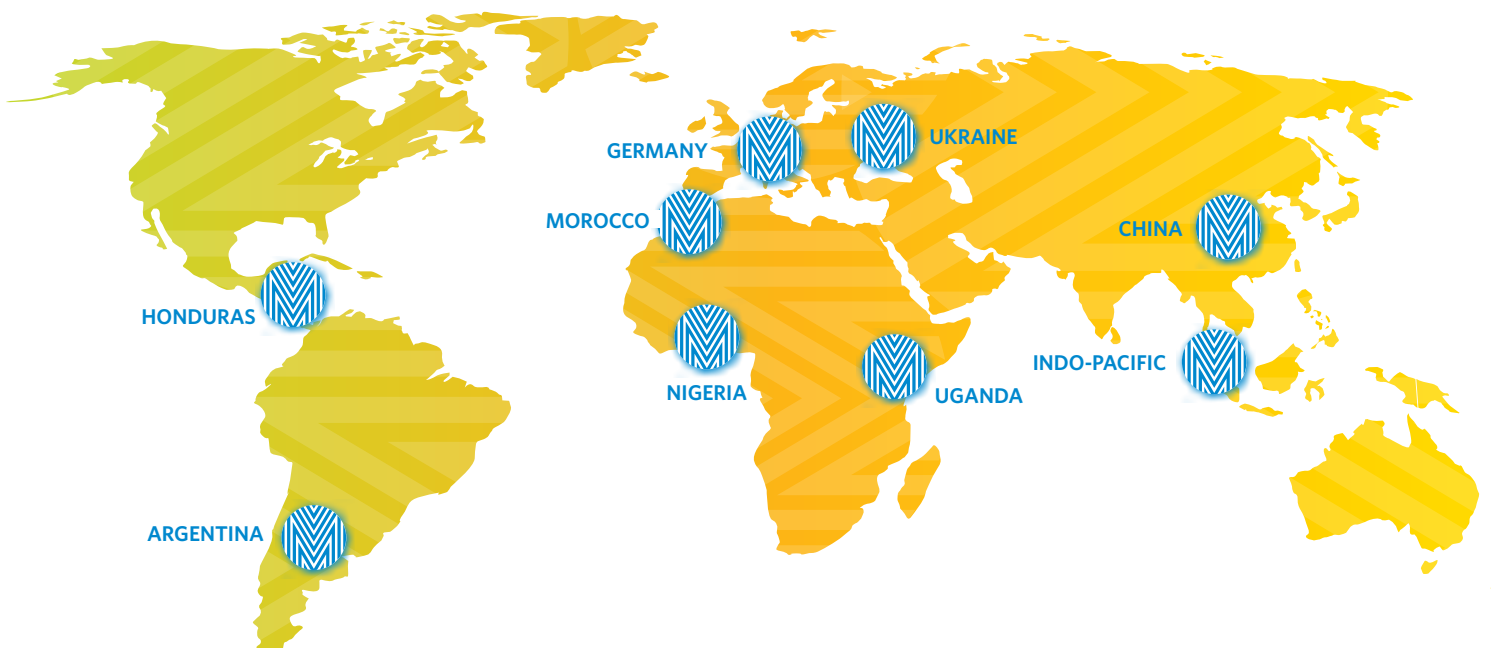 UKRAINE
GERMANY
MOROCCO
CHINA
HONDURAS
INDO-PACIFIC
NIGERIA
UGANDA
ARGENTINA